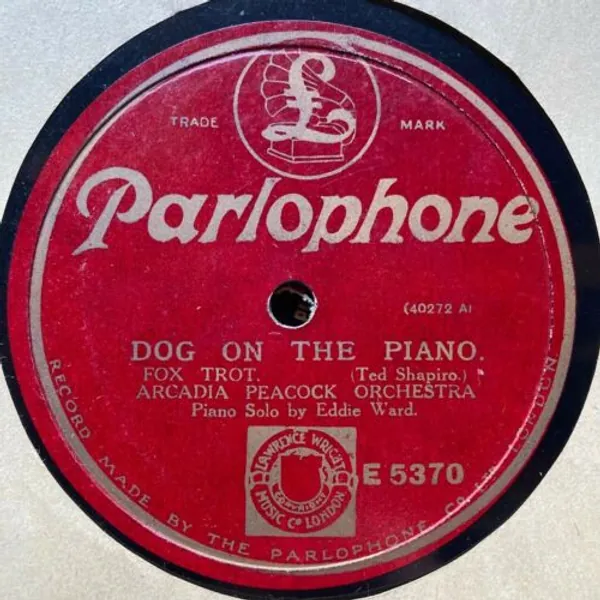 £
TRADE MARK
Parlophone
(40272 A)
DOG ON THE PIANO.
FOX TROT. (Ted Shapiro.)
ARCADIA PEACOCK ORCHESTRA
Piano Solo by Eddie Ward.
LAWRENCE WRIGHT
COPYRIGHT
MUSIC Co LONDON
E 5370
RECORD MADE BY THE PARLOPHONE CO. LTD. LONDON